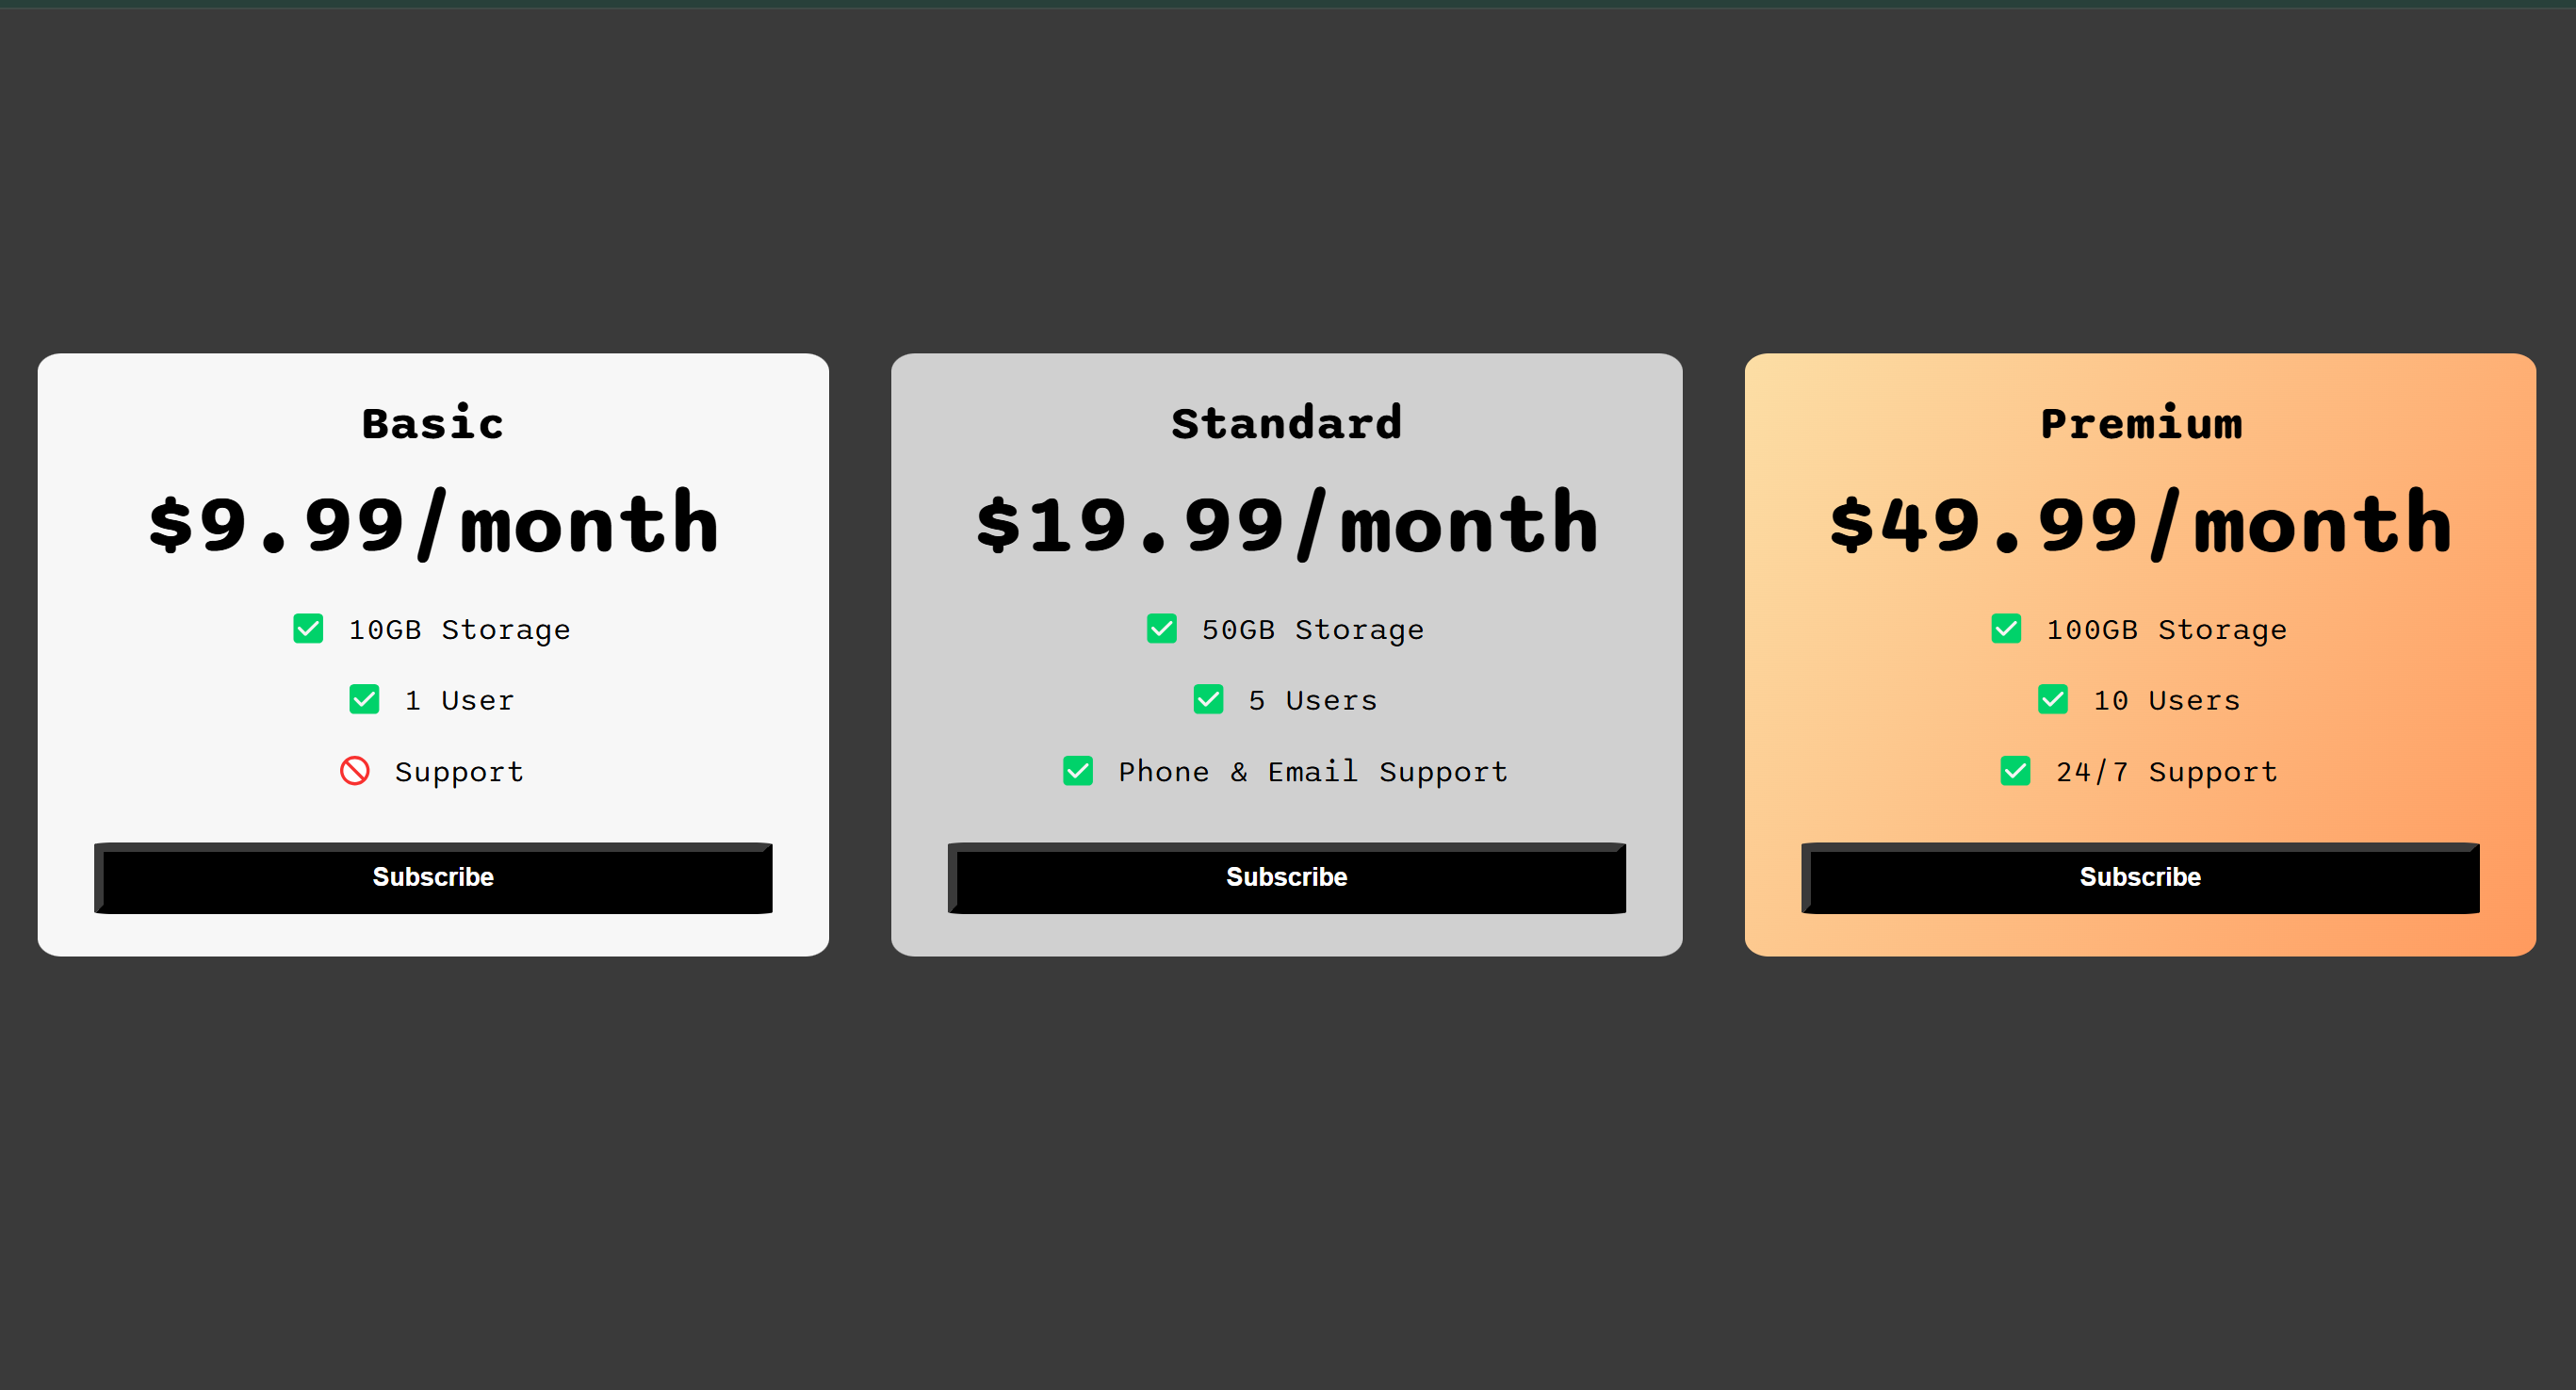 Basic
$9.99/month
10GB Storage
1 User
Support
Subscribe
Standard
$19.99/month
50GB Storage
5 Users
Phone & Email Support
Subscribe
Premium
$49.99/month
100GB Storage
10 Users
24/7 Support
Subscribe